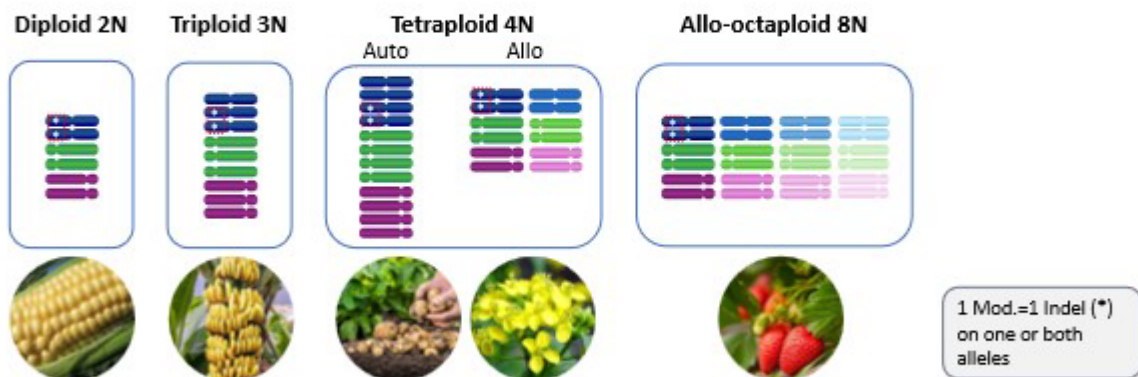 Diploid 2N
Triploid 3N
Tetraploid 4N
Allo-octaploid 8N
Auto
Allo
1 Mod.=1 Indel (*)
on one or both
alleles